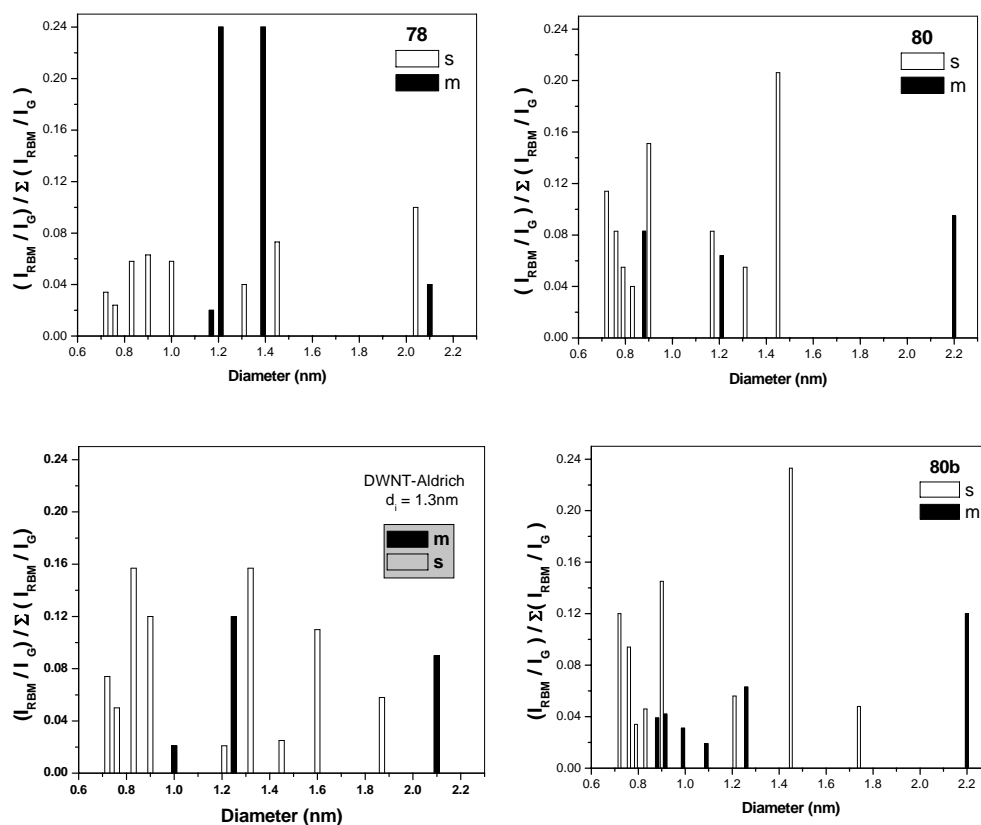 78
s
m
0.24
0.20
0.16
0.12
0.08
0.04
0.00
( I_RBM / I_G ) / Σ ( I_RBM / I_G )
0.6 0.8 1.0 1.2 1.4 1.6 1.8 2.0 2.2
Diameter (nm)
80
s
m
0.24
0.20
0.16
0.12
0.08
0.04
0.00
( I_RBM / I_G ) / Σ ( I_RBM / I_G )
0.6 0.8 1.0 1.2 1.4 1.6 1.8 2.0 2.2
Diameter (nm)
DWNT-Aldrich
d_i = 1.3nm
m
s
0.24
0.20
0.16
0.12
0.08
0.04
0.00
(I_RBM / I_G) / Σ ( I_RBM / I_G)
0.6 0.8 1.0 1.2 1.4 1.6 1.8 2.0 2.2
Diameter (nm)
80b
s
m
0.24
0.20
0.16
0.12
0.08
0.04
0.00
(I_RBM / I_G ) / Σ( I_RBM / I_G )
0.6 0.8 1.0 1.2 1.4 1.6 1.8 2.0 2.2
Diameter (nm)